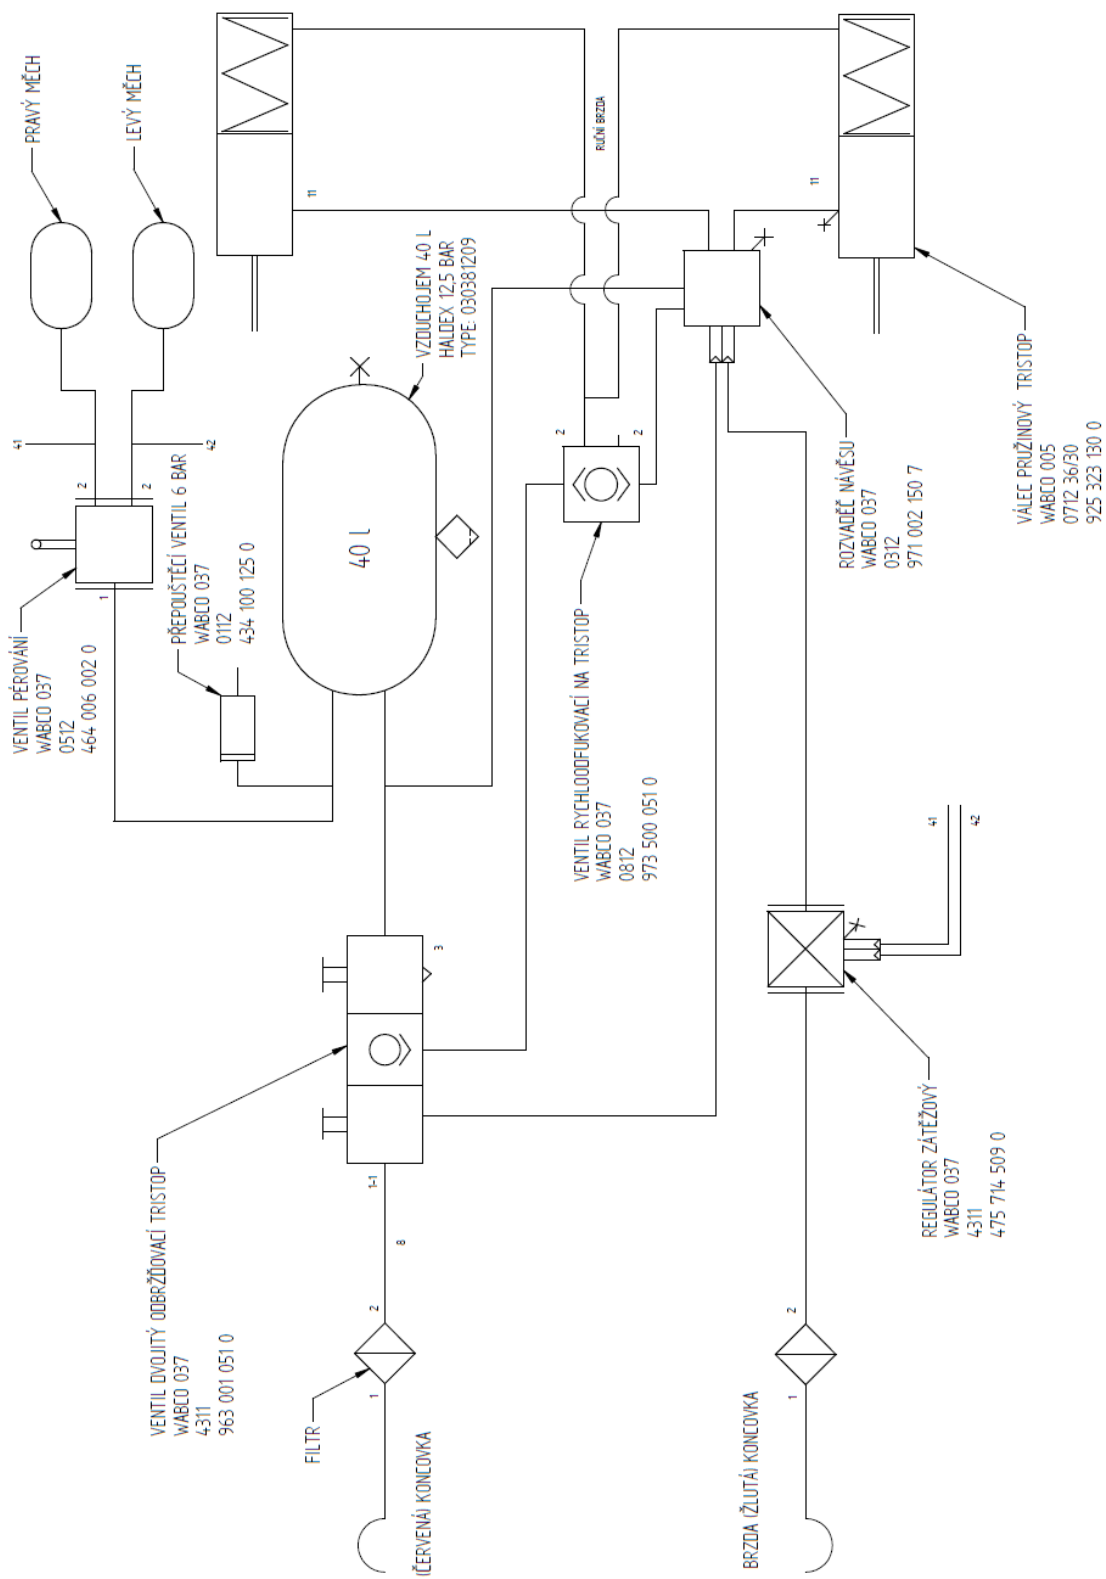 PRAVÝ MĚCH
LEVÝ MĚCH
41
42
2
2
1
VENTIL PÉROVÁNÍ
WABCO 037
0512
464 006 002 0
PŘEPOUŠTĚCÍ VENTIL 6 BAR
WABCO 037
0112
434 100 125 0
40 L
VZDUCHOJEM 40 L
HALDEX 12,5 BAR
TYPE: 030381209
11
RUČNÍ BRZDA
11
2
2
VENTIL RYCHLOODFUKOVACÍ NA TRISTOP
WABCO 037
0812
973 500 051 0
ROZVADĚČ NÁVĚSU
WABCO 037
0312
971 002 150 7
VÁLEC PRUŽINOVÝ TRISTOP
WABCO 005
0712 36/30
925 323 130 0
VENTIL DVOJITÝ ODBRŽĎOVACÍ TRISTOP
WABCO 037
4311
963 001 051 0
3
1-1
8
2
1
FILTR
(ČERVENÁ) KONCOVKA
41
42
REGULÁTOR ZÁTĚŽOVÝ
WABCO 037
4311
475 714 509 0
2
1
BRZDA (ŽLUTÁ) KONCOVKA